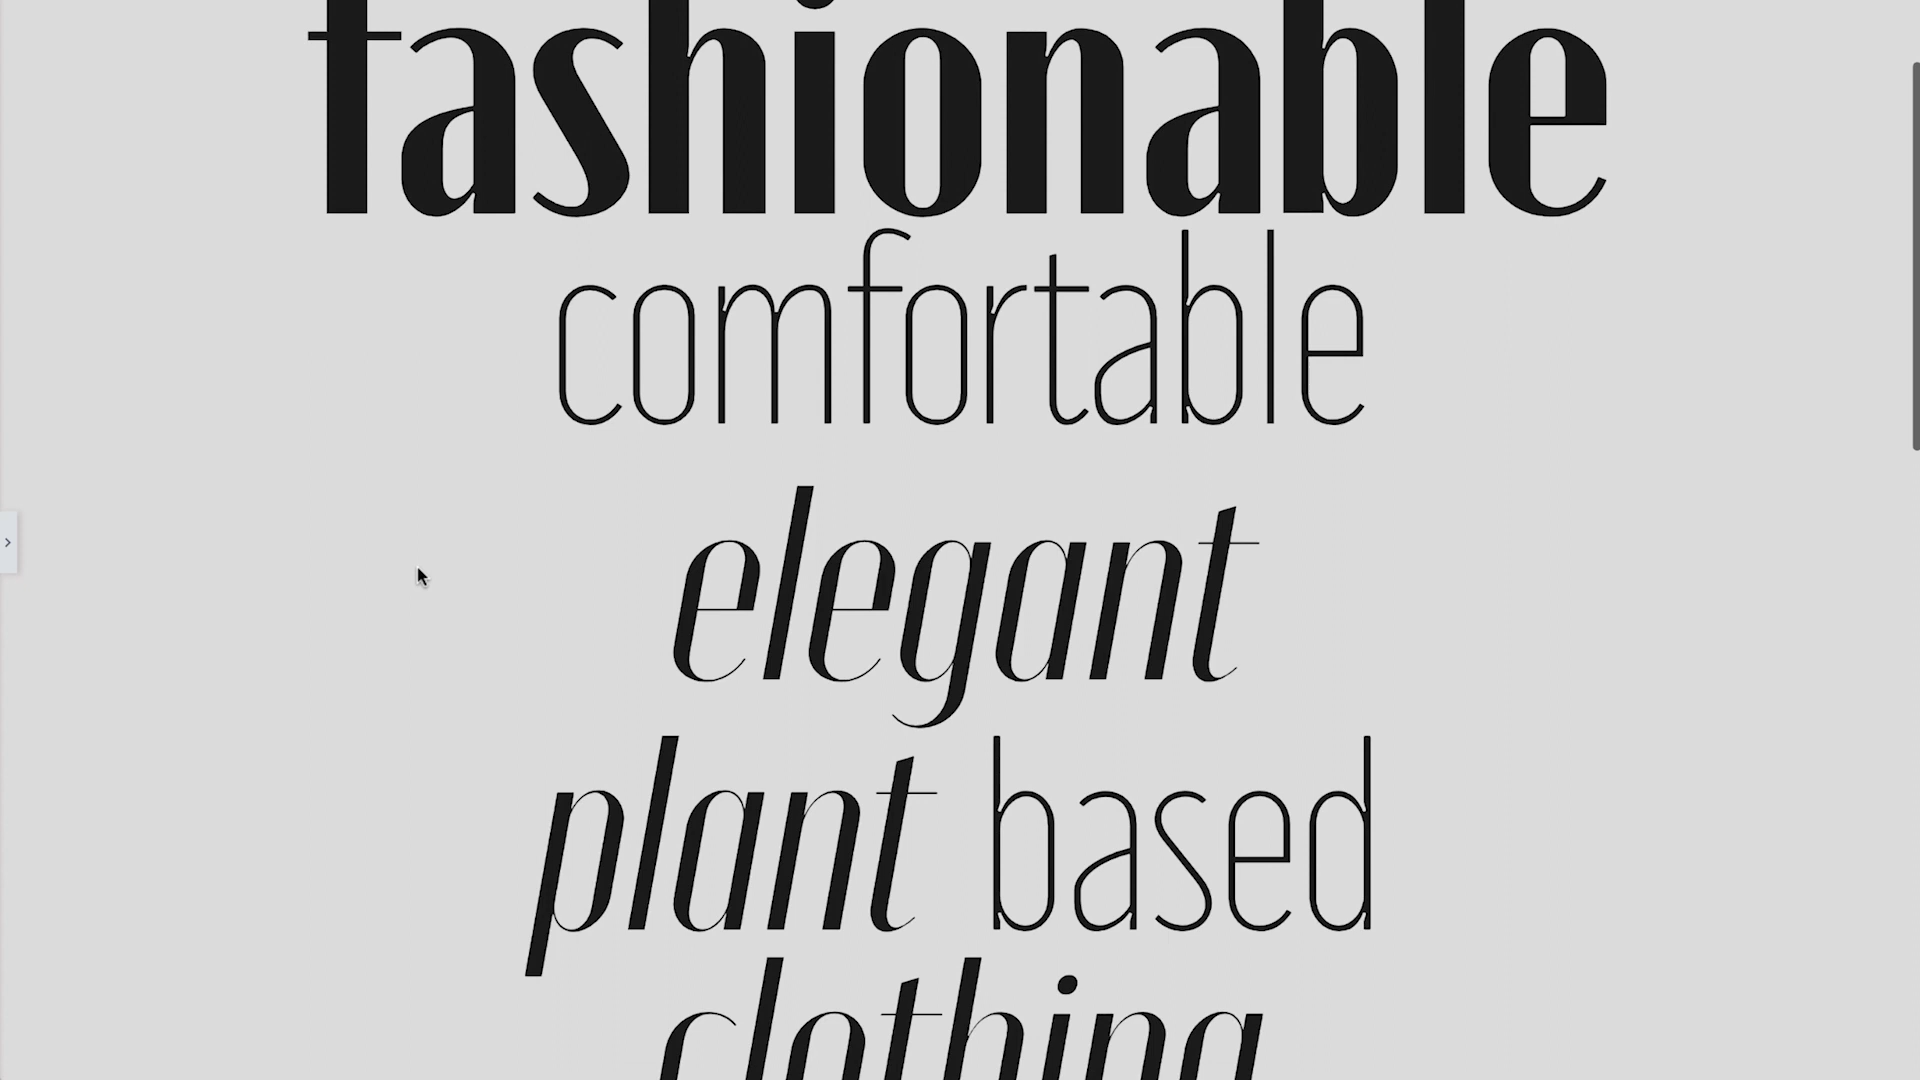 fashionable
comfortable
elegant
plant based
clothing